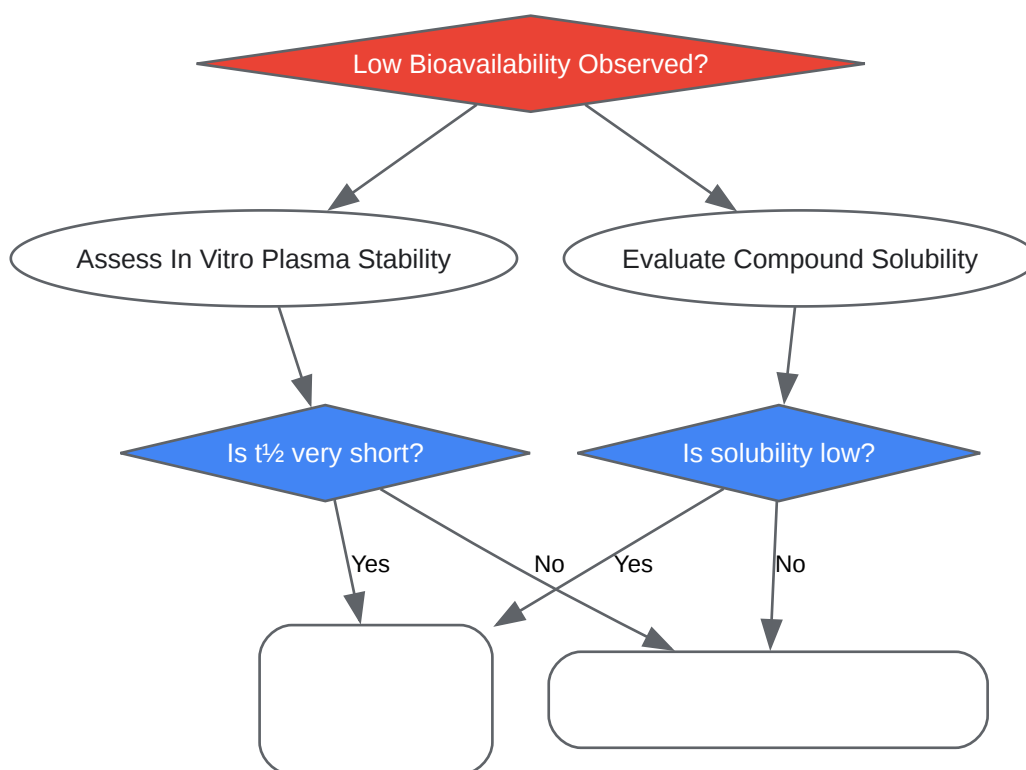 Low Bioavailability Observed?
Assess In Vitro Plasma Stability
Evaluate Compound Solubility
Is t½ very short?
Is solubility low?
Yes
No
Yes
No